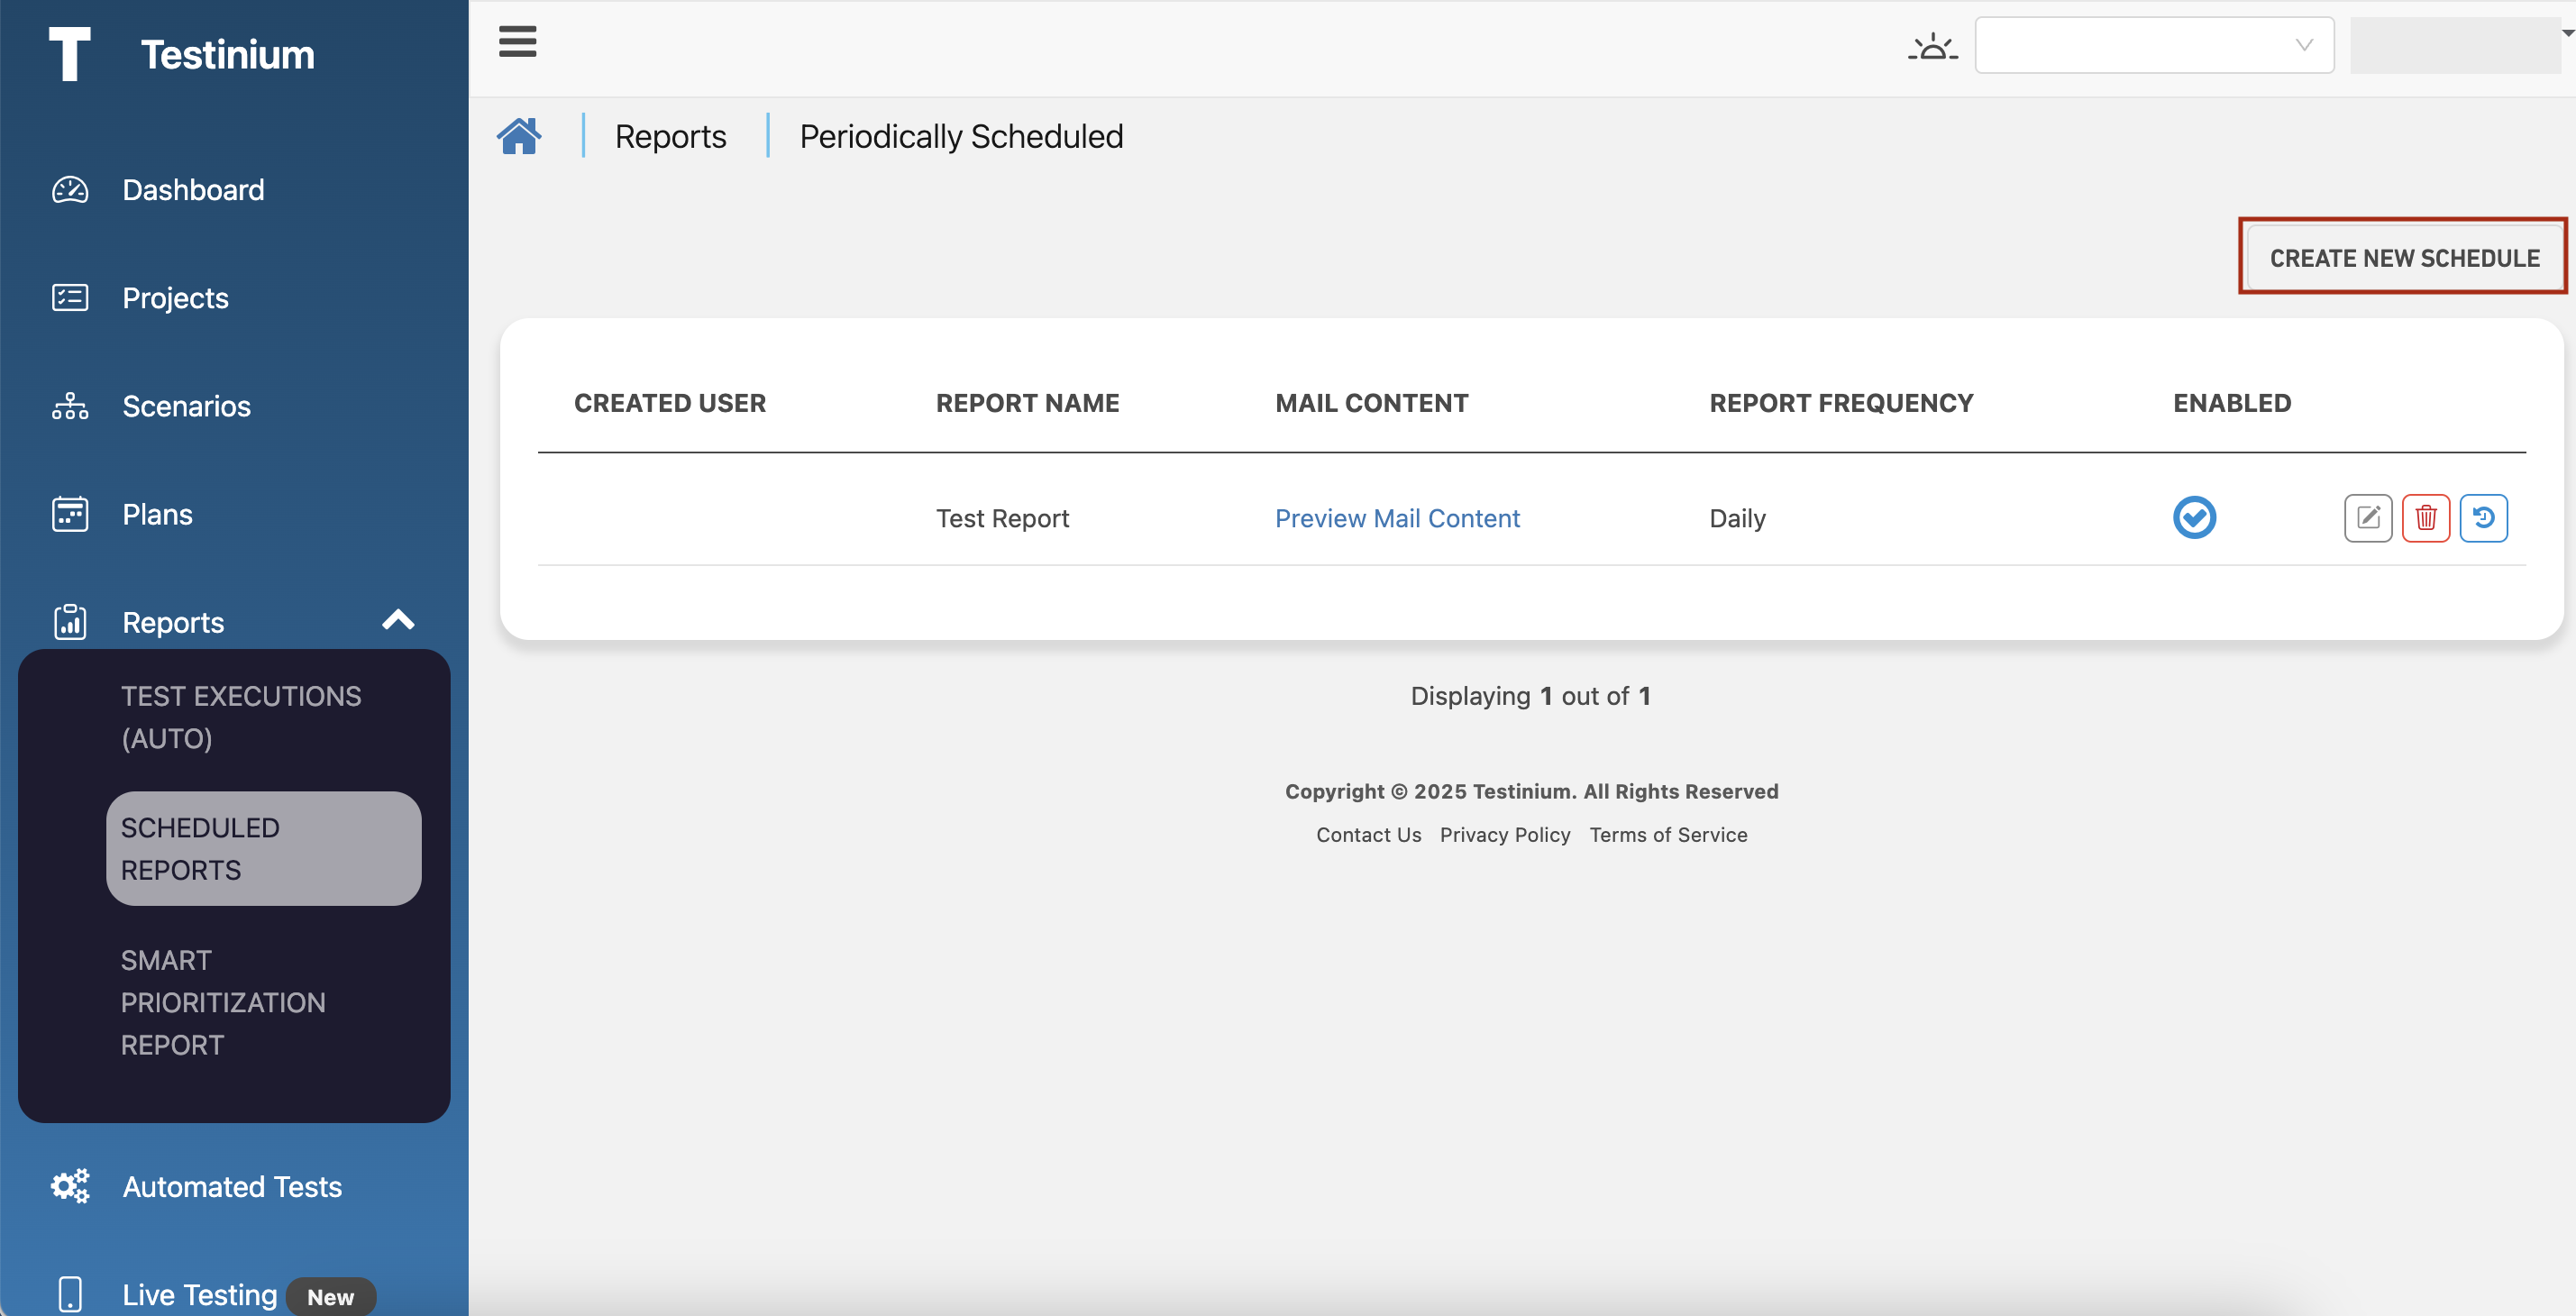 Testinium
Dashboard
Projects
Scenarios
Plans
Reports
TEST EXECUTIONS
(AUTO)
SCHEDULED
REPORTS
SMART
PRIORITIZATION
REPORT
Automated Tests
Live Testing New
Reports Periodically Scheduled
CREATE NEW SCHEDULE
CREATED USER REPORT NAME MAIL CONTENT REPORT FREQUENCY ENABLED
Test Report Preview Mail Content Daily
Displaying 1 out of 1
Copyright © 2025 Testinium. All Rights Reserved
Contact Us Privacy Policy Terms of Service